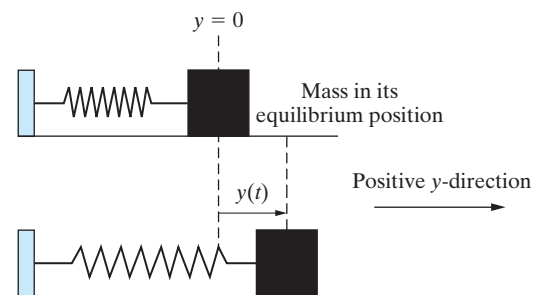 y = 0
Mass in its
equilibrium position
y(t)
Positive y-direction